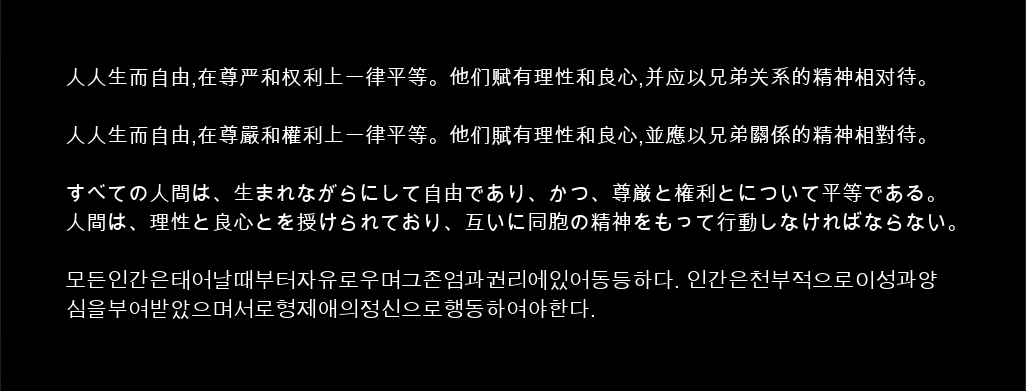 人人生而自由,在尊严和权利上一律平等。他们赋有理性和良心,并应以兄弟关系的精神相对待。
人人生而自由,在尊嚴和權利上一律平等。他们賦有理性和良心,並應以兄弟關係的精神相對待。
すべての人間は、生まれながらにして自由であり、かつ、尊厳と権利とについて平等である。
人間は、理性と良心とを授けられており、互いに同胞の精神をもって行動しなければならない。
모든인간은태어날때부터자유로우며그존엄과권리에있어동등하다. 인간은천부적으로이성과양
심을부여받았으며서로형제애의정신으로행동하여야한다.